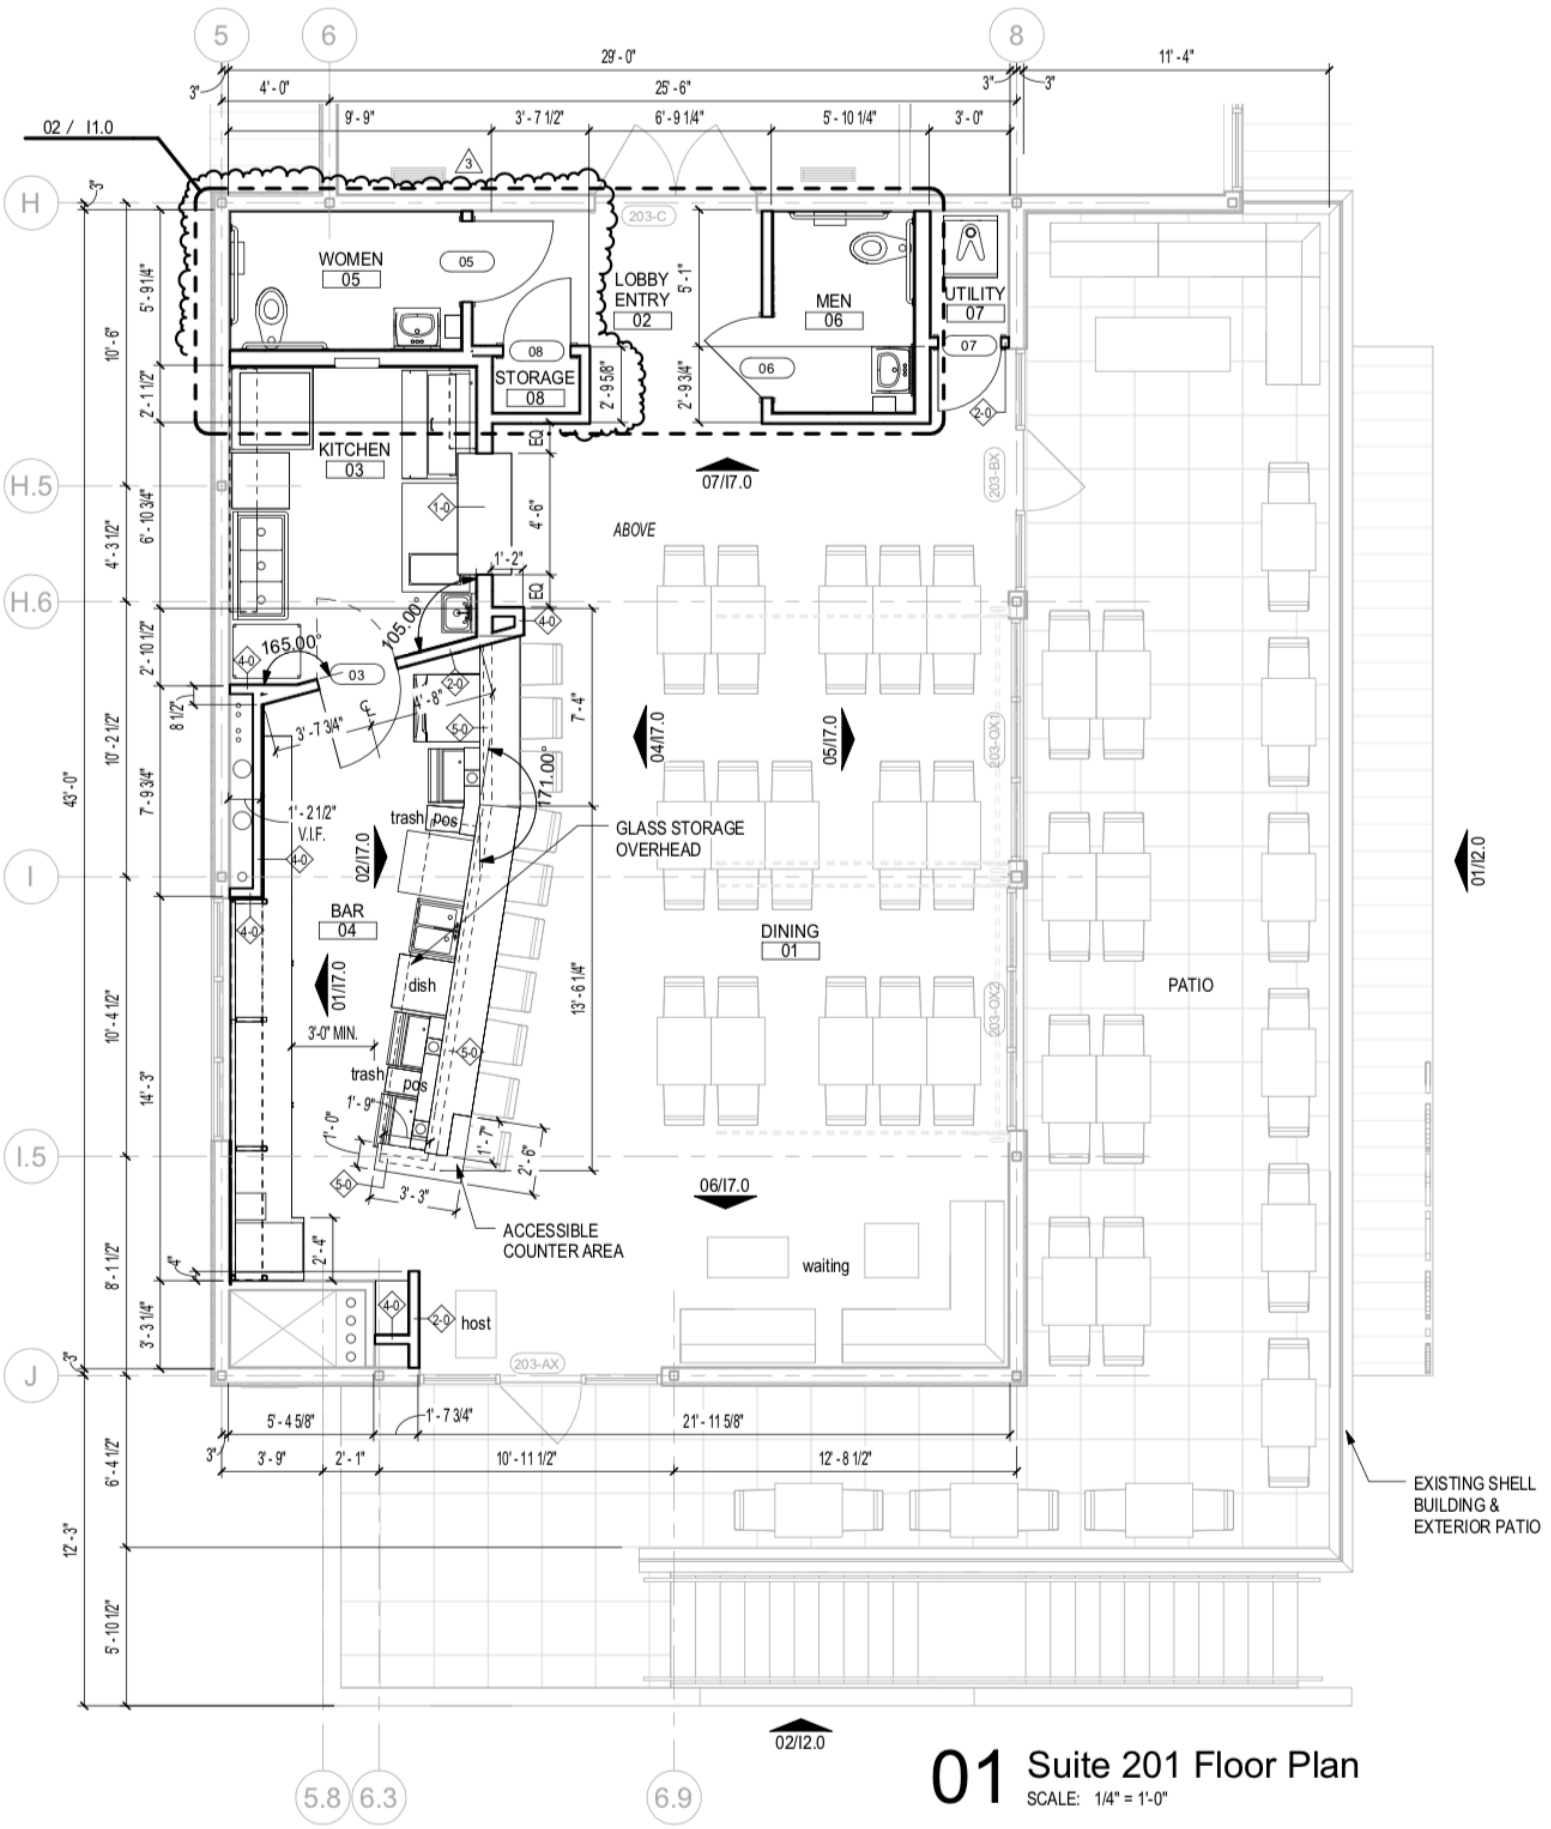 5
6
8
29' - 0"
11' - 4"
3"
4' - 0"
25' - 6"
3"
3"
9' - 9"
3' - 7 1/2"
6' - 9 1/4"
5' - 10 1/4"
3' - 0"
02 / I1.0
3
H
3"
203-C
WOMEN
05
05
LOBBY
ENTRY
02
5' - 1"
MEN
06
UTILITY
07
07
5' - 9 1/4"
10' - 6"
08
STORAGE
08
06
2' - 9 5/8"
2' - 9 3/4"
2' - 1 1/2"
2-0
KITCHEN
03
EQ
H.5
07/I7.0
203-BX
1-0
4' - 6"
ABOVE
6' - 10 3/4"
4' - 3 1/2"
1' - 2"
EQ
H.6
105.00°
4-0
165.00°
4-0
03
2-0
2' - 10 1/2"
4' - 8"
7' - 4"
8 1/2"
3' - 7 3/4"
CL
5-0
04/I7.0
05/I7.0
203-OX1
10' - 2 1/2"
43' - 0"
7' - 9 3/4"
171.00°
1' - 2 1/2"
V.I.F.
trash
pos
GLASS STORAGE
OVERHEAD
4-0
02/I7.0
01/I2.0
I
BAR
04
4-0
DINING
01
01/I7.0
dish
13' - 6 1/4"
203-OX2
PATIO
10' - 4 1/2"
3'-0" MIN.
5-0
14' - 3"
trash
pos
1' - 9"
1' - 0"
1' - 7"
2' - 6"
I.5
5-0
3' - 3"
06/I7.0
ACCESSIBLE
COUNTER AREA
2' - 4"
4"
8' - 1 1/2"
waiting
4-0
2-0
host
3' - 3 1/4"
3"
J
203-AX
5' - 4 5/8"
1' - 7 3/4"
21' - 11 5/8"
3"
3' - 9"
2' - 1"
10' - 11 1/2"
12' - 8 1/2"
6' - 4 1/2"
12' - 3"
EXISTING SHELL
BUILDING &
EXTERIOR PATIO
5' - 10 1/2"
02/I2.0
5.8
6.3
6.9
01
Suite 201 Floor Plan
SCALE: 1/4" = 1'-0"